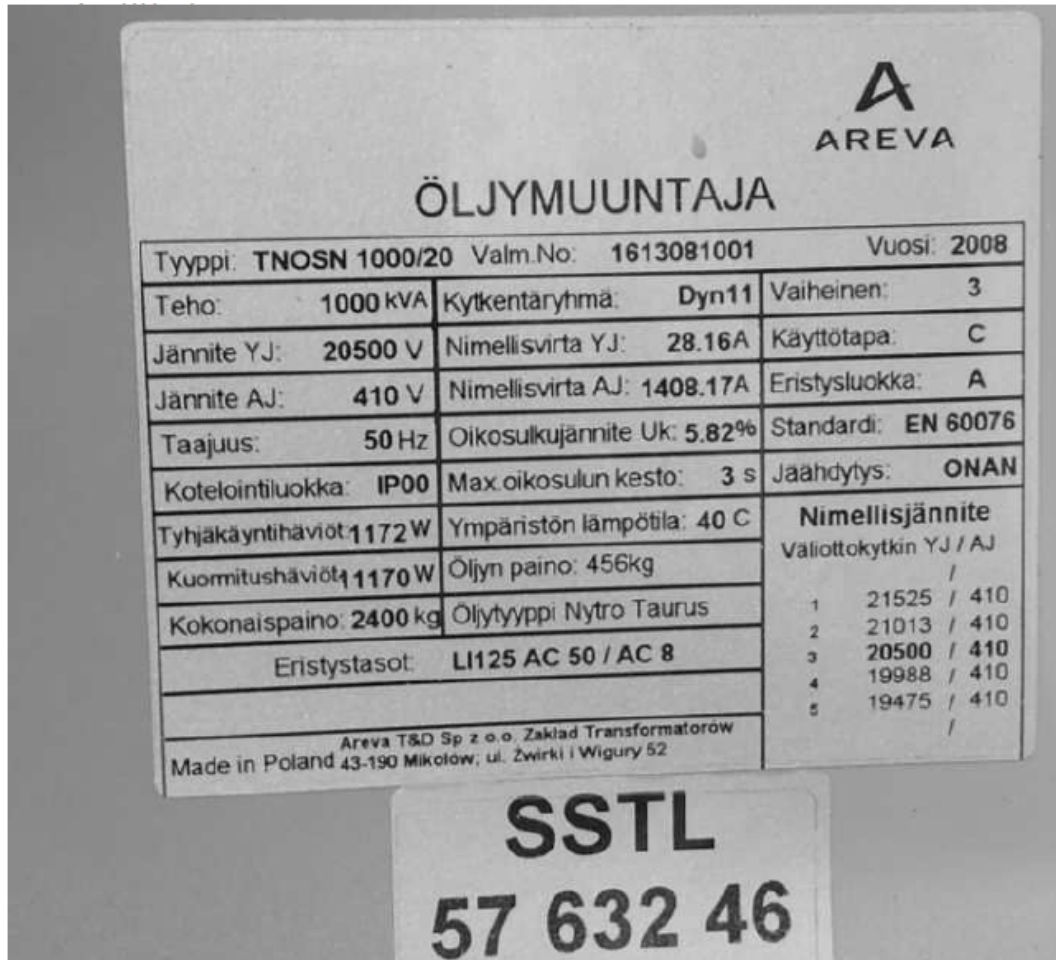 AREVA
ÖLJYMUUNTAJA
Tyyppi: TNOSN 1000/20 Valm.No: 1613081001 Vuosi: 2008
Teho: 1000 kVA Kytkentäryhmä: Dyn11 Vaiheinen: 3
Jännite YJ: 20500 V Nimellisvirta YJ: 28.16A Käyttötapa: C
Jännite AJ: 410 V Nimellisvirta AJ: 1408.17A Eristysluokka: A
Taajuus: 50 Hz Oikosulkujännite Uk: 5.82% Standardi: EN 60076
Kotelointiluokka: IP00 Max.oikosulun kesto: 3 s Jäähdytys: ONAN
Tyhjäkäyntihäviöt: 1172 W Ympäristön lämpötila: 40 C
Kuormitushäviöt 11170 W Öljyn paino: 456kg
Kokonaispaino: 2400 kg Öljytyyppi Nytro Taurus
Eristystasot: LI125 AC 50 / AC 8
Nimellisjännite
Väliottokytkin YJ / AJ
/
1 21525 / 410
2 21013 / 410
3 20500 / 410
4 19988 / 410
5 19475 / 410
/
Areva T&D Sp z o.o. Zakład Transformatorów
Made in Poland 43-190 Mikołów; ul. Żwirki i Wigury 52
SSTL
57 632 46